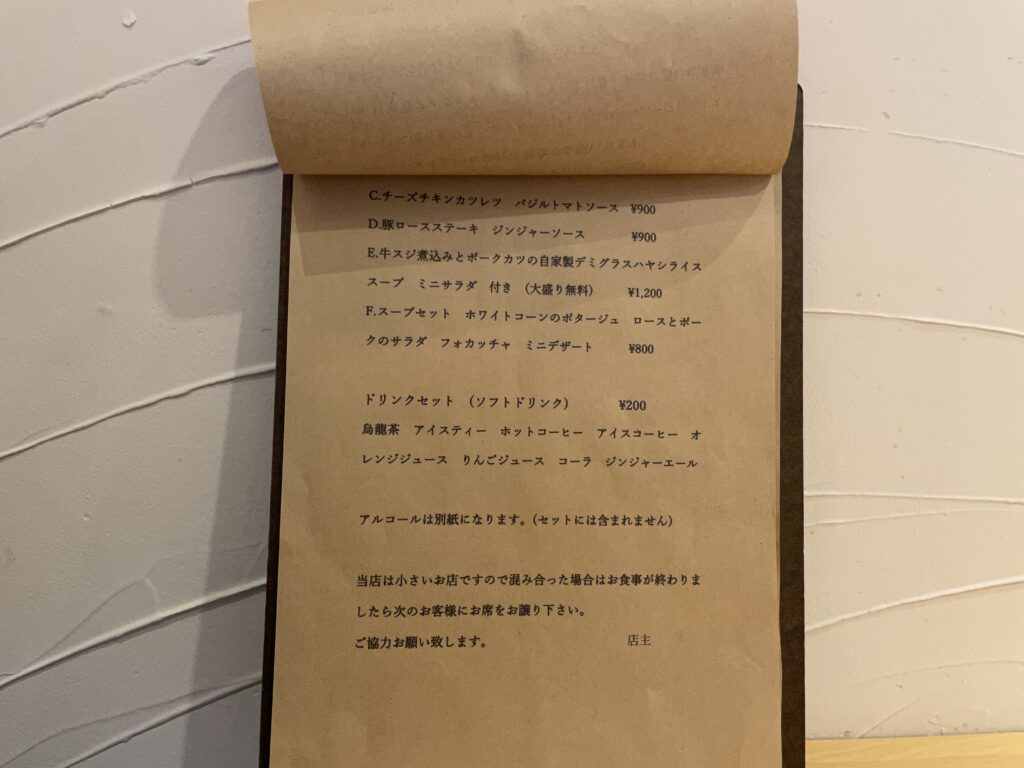 C.チーズチキンカツレツ　バジルトマトソース　¥900
D.豚ロースステーキ　ジンジャーソース　¥900
E.牛スジ煮込みとポークカツの自家製デミグラスハヤシライス
スープ　ミニサラダ　付き　（大盛り無料）　¥1,200
F.スープセット　ホワイトコーンのポタージュ　ロースとポー
クのサラダ　フォカッチャ　ミニデザート　¥800
ドリンクセット　（ソフトドリンク）　¥200
烏龍茶　アイスティー　ホットコーヒー　アイスコーヒー　オ
レンジジュース　りんごジュース　コーラ　ジンジャーエール
アルコールは別紙になります。（セットには含まれません）
当店は小さいお店ですので混み合った場合はお食事が終わりま
したら次のお客様にお席をお譲り下さい。
ご協力お願い致します。　店主